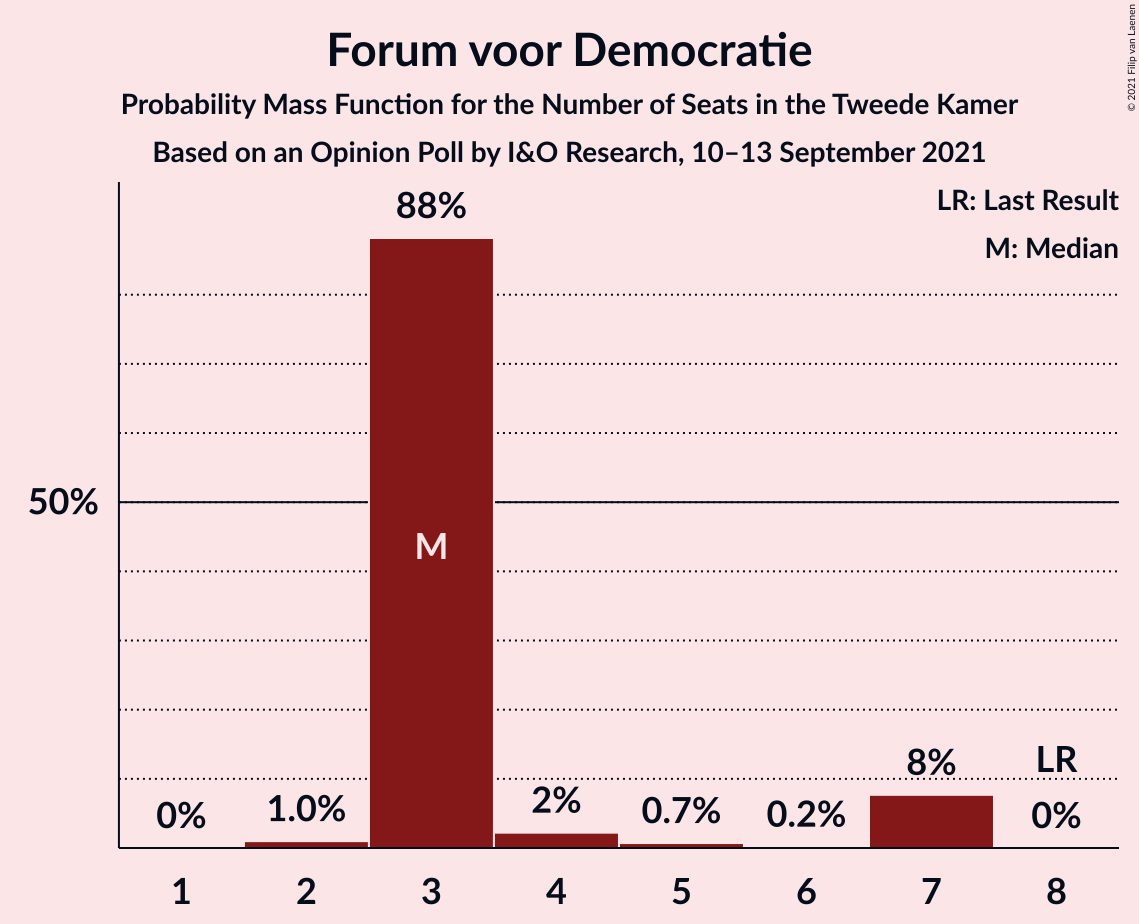 Forum voor Democratie
Probability Mass Function for the Number of Seats in the Tweede Kamer
Based on an Opinion Poll by I&O Research, 10–13 September 2021
© 2021 Filip van Laenen
LR: Last Result
M: Median
88%
50%
M
0%
1.0%
2%
0.7%
0.2%
8%
LR
0%
1 2 3 4 5 6 7 8